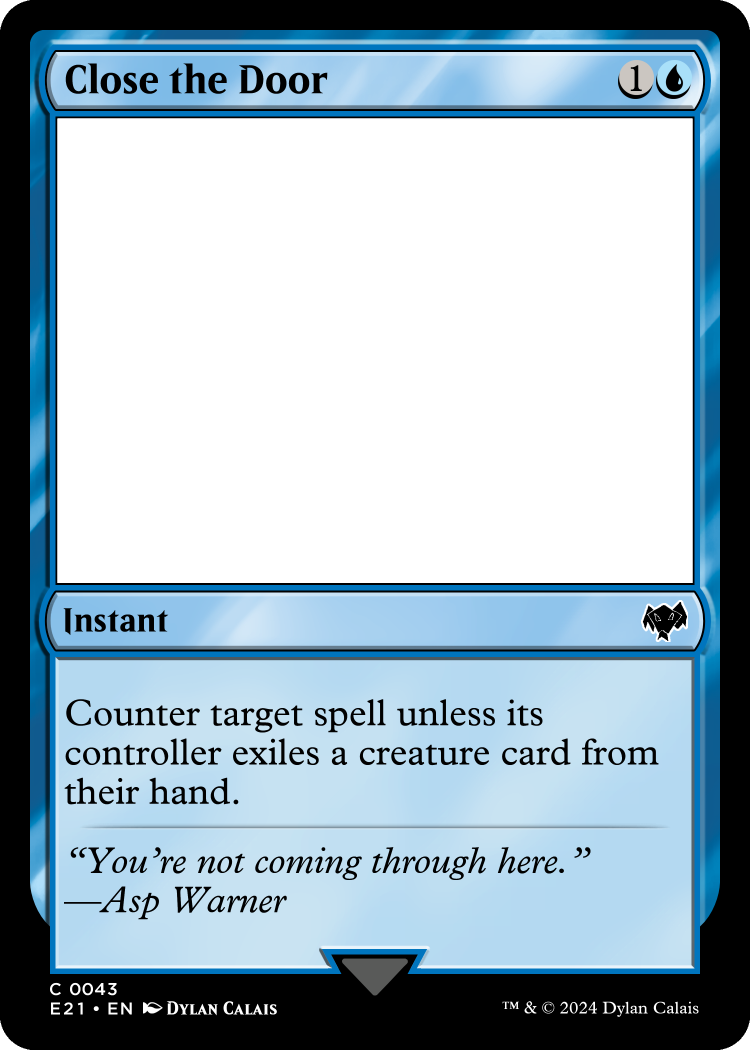 Close the Door 1
Instant
Counter target spell unless its
controller exiles a creature card from
their hand.
“You’re not coming through here.”
—Asp Warner
C 0043
E21 • EN Dylan Calais
™ & © 2024 Dylan Calais